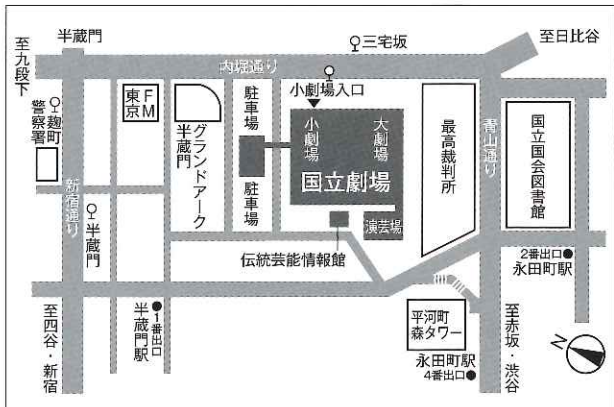 半蔵門
三宅坂
至日比谷
至九段下
内堀通り
小劇場入口
麹町
警察署
FM
東京
グランドアーク
半蔵門
駐車場
駐車場
小劇場
大劇場
国立劇場
演芸場
伝統芸能情報館
最高裁判所
青山通り
国立国会図書館
新宿通り
半蔵門
2番出口
永田町駅
至四谷・新宿
半蔵門駅
1番出口
平河町
森タワー
永田町駅
4番出口
至赤坂・渋谷
N